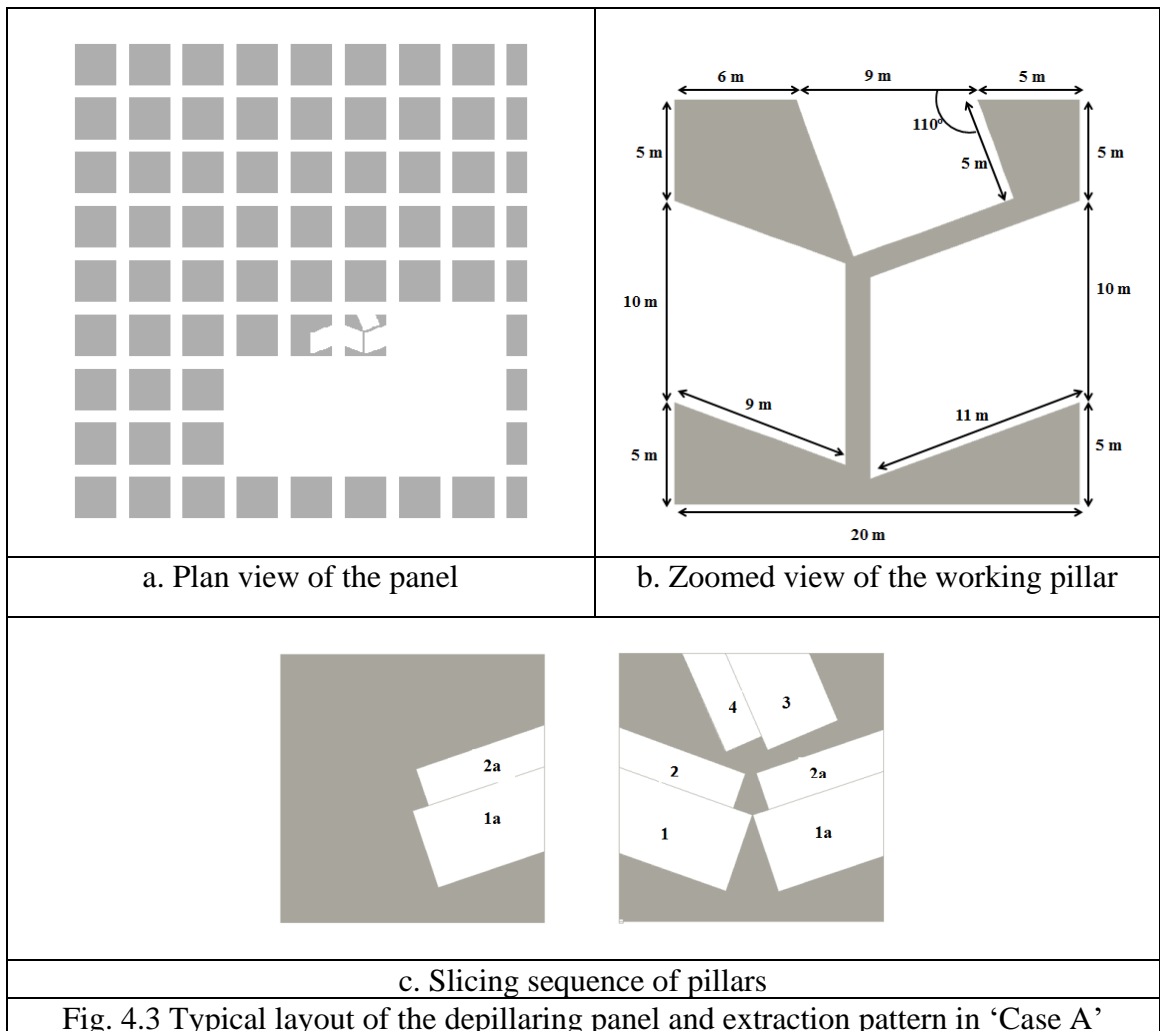 6 m
9 m
5 m
110⁰
5 m
5 m
5 m
10 m
10 m
9 m
11 m
5 m
5 m
20 m
a. Plan view of the panel
b. Zoomed view of the working pillar
2a
1a
4
3
2
2a
1
1a
c. Slicing sequence of pillars
Fig. 4.3 Typical layout of the depillaring panel and extraction pattern in ‘Case A’